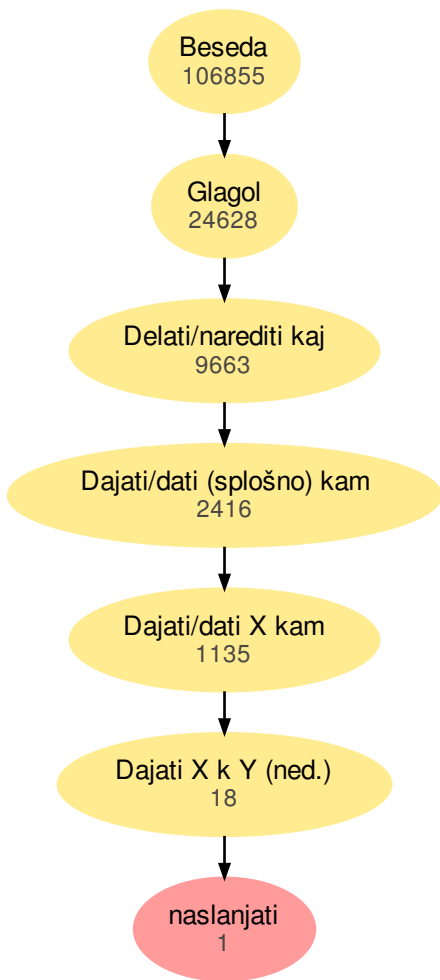 Beseda
106855
Glagol
24628
Delati/narediti kaj
9663
Dajati/dati (splošno) kam
2416
Dajati/dati X kam
1135
Dajati X k Y (ned.)
18
naslanjati
1